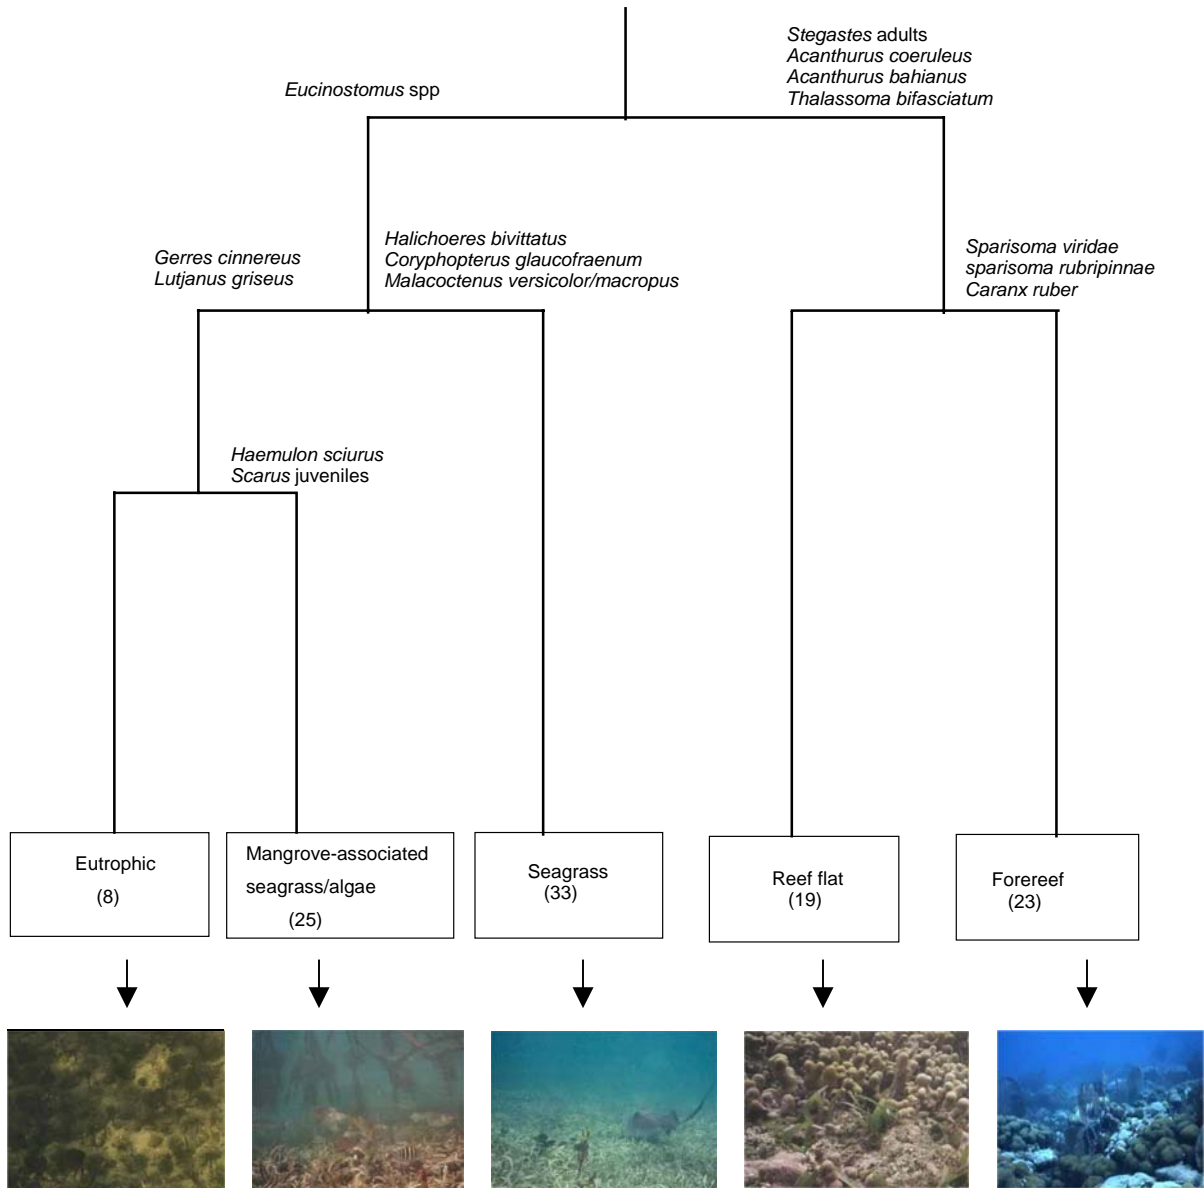 Stegastes adults
Acanthurus coeruleus
Acanthurus bahianus
Thalassoma bifasciatum
Eucinostomus spp
Gerres cinnereus
Lutjanus griseus
Halichoeres bivittatus
Coryphopterus glaucofraenum
Malacoctenus versicolor/macropus
Sparisoma viridae
sparisoma rubripinnae
Caranx ruber
Haemulon sciurus
Scarus juveniles
Eutrophic
(8)
Mangrove-associated
seagrass/algae
(25)
Seagrass
(33)
Reef flat
(19)
Forereef
(23)